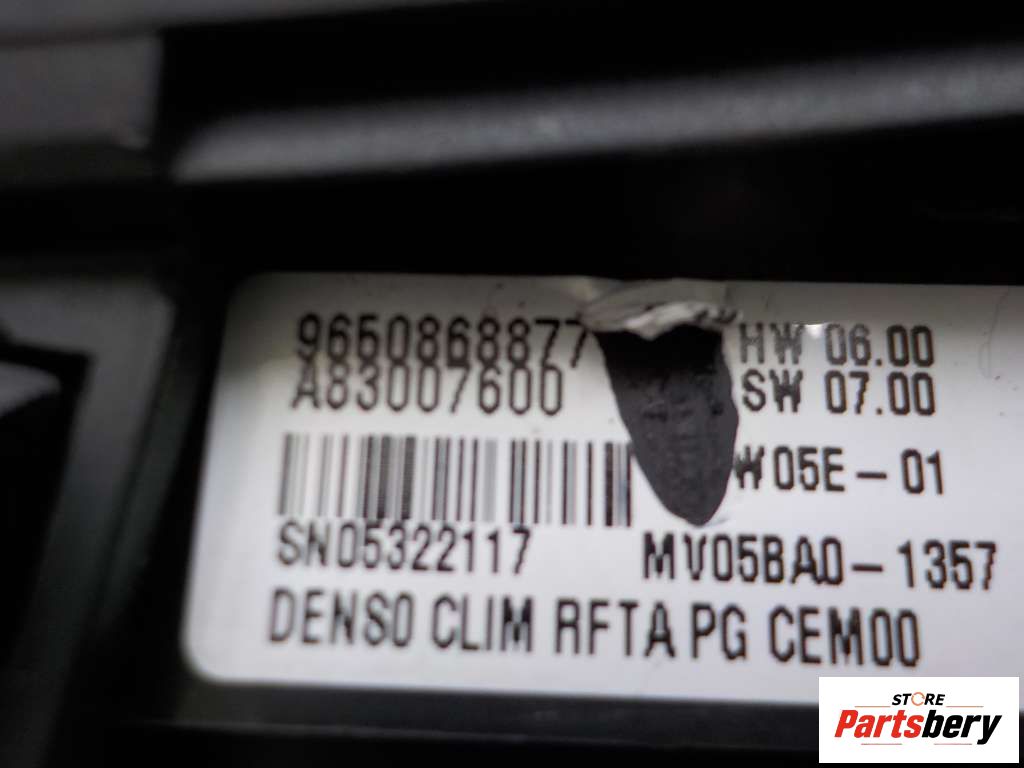 9650868877 HW 06.00
A83007600 SW 07.00
W05E-01
SN05322117 MV05BA0-1357
DENSO CLIM RFTA PG CEM00
STORE
Partsbery